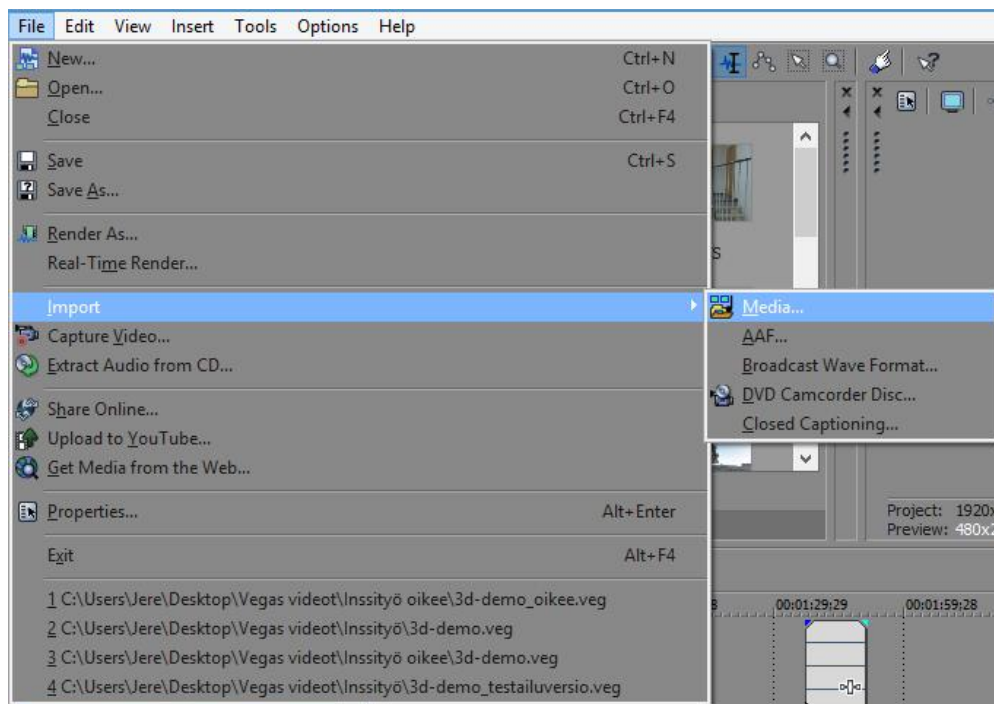 File Edit View Insert Tools Options Help
New... Ctrl+N
Open... Ctrl+O
Close Ctrl+F4
Save Ctrl+S
Save As...
Render As...
Real-Time Render...
Import
Media...
AAF...
Broadcast Wave Format...
DVD Camcorder Disc...
Closed Captioning...
Capture Video...
Extract Audio from CD...
Share Online...
Upload to YouTube...
Get Media from the Web...
Properties... Alt+Enter
Exit Alt+F4
1 C:\Users\Jere\Desktop\Vegas videot\Inssityö oikee\3d-demo_oikee.veg
2 C:\Users\Jere\Desktop\Vegas videot\Inssityö\3d-demo.veg
3 C:\Users\Jere\Desktop\Vegas videot\Inssityö oikee\3d-demo.veg
4 C:\Users\Jere\Desktop\Vegas videot\Inssityö\3d-demo_testailuversio.veg
Project: 1920x
Preview: 480x2
00:01:29;29 00:01:59;28